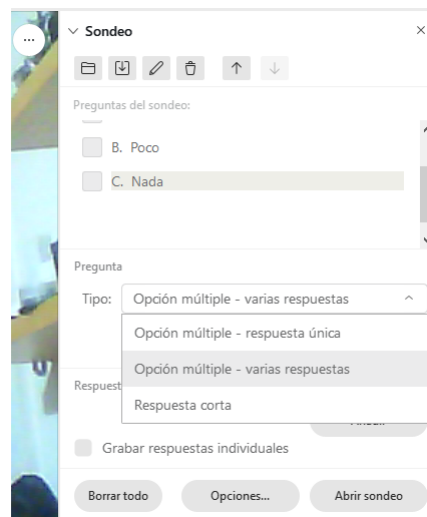 Sondeo
Preguntas del sondeo:
B. Poco
C. Nada
Pregunta
Tipo: Opción múltiple - varias respuestas
Opción múltiple - respuesta única
Opción múltiple - varias respuestas
Respuesta corta
Grabar respuestas individuales
Borrar todo Opciones... Abrir sondeo